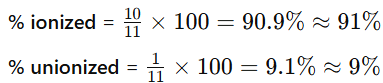 % ionized = 10/11 × 100 = 90.9% ≈ 91%
% unionized = 1/11 × 100 = 9.1% ≈ 9%